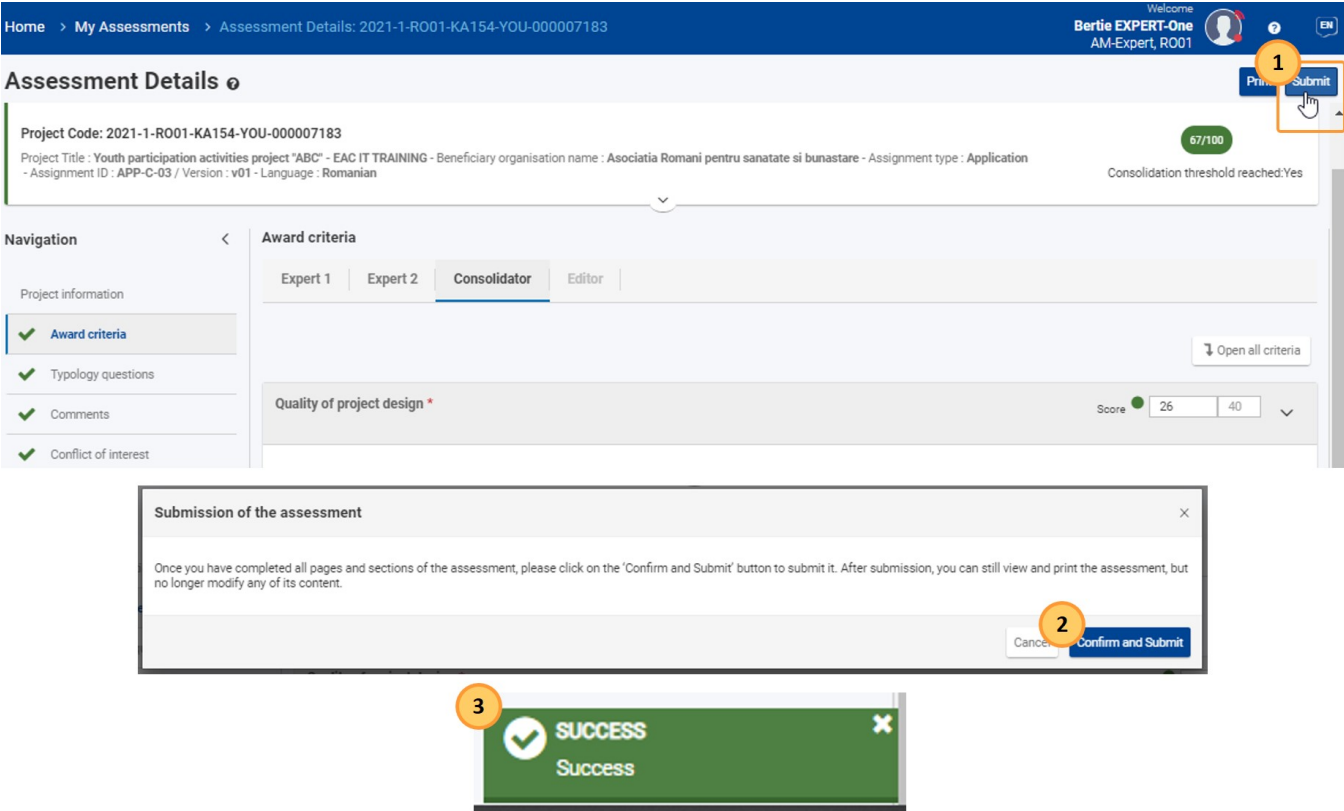 Welcome
Home > My Assessments > Assessment Details: 2021-1-RO01-KA154-YOU-000007183
Bertie EXPERT-One
AM-Expert, RO01
EN
Assessment Details
1
Submit
Project Code: 2021-1-RO01-KA154-YOU-000007183
67/100
Project Title : Youth participation activities project "ABC" - EAC IT TRAINING - Beneficiary organisation name : Asociatia Romani pentru sanatate si bunastare - Assignment type : Application
- Assignment ID : APP-C-03 / Version : v01 - Language : Romanian
Consolidation threshold reached:Yes
Navigation
Award criteria
Expert 1
Expert 2
Consolidator
Editor
Project information
Award criteria
Typology questions
Comments
Conflict of interest
Open all criteria
Quality of project design *
Score 26 40
Submission of the assessment
Once you have completed all pages and sections of the assessment, please click on the 'Confirm and Submit' button to submit it. After submission, you can still view and print the assessment, but
no longer modify any of its content.
2
Cancel
Confirm and Submit
3
SUCCESS
Success